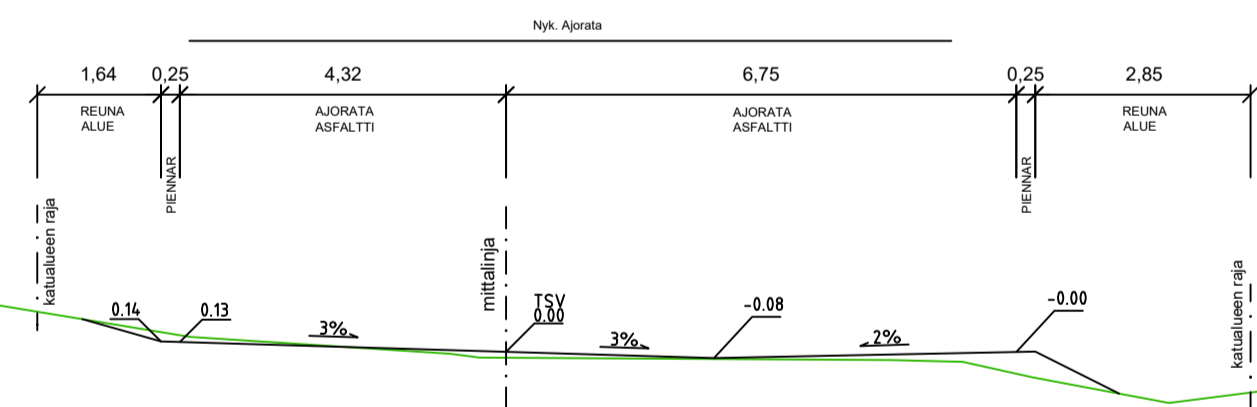 Nyk. Ajorata
1,64 0,25 4,32 6,75 0,25 2,85
REUNA
ALUE
AJORATA
ASFALTTI
AJORATA
ASFALTTI
REUNA
ALUE
PIENNAR
PIENNAR
katualueen raja
mittalinja
katualueen raja
0.14
0.13
3%
TSV
0.00
3%
-0.08
2%
-0.00